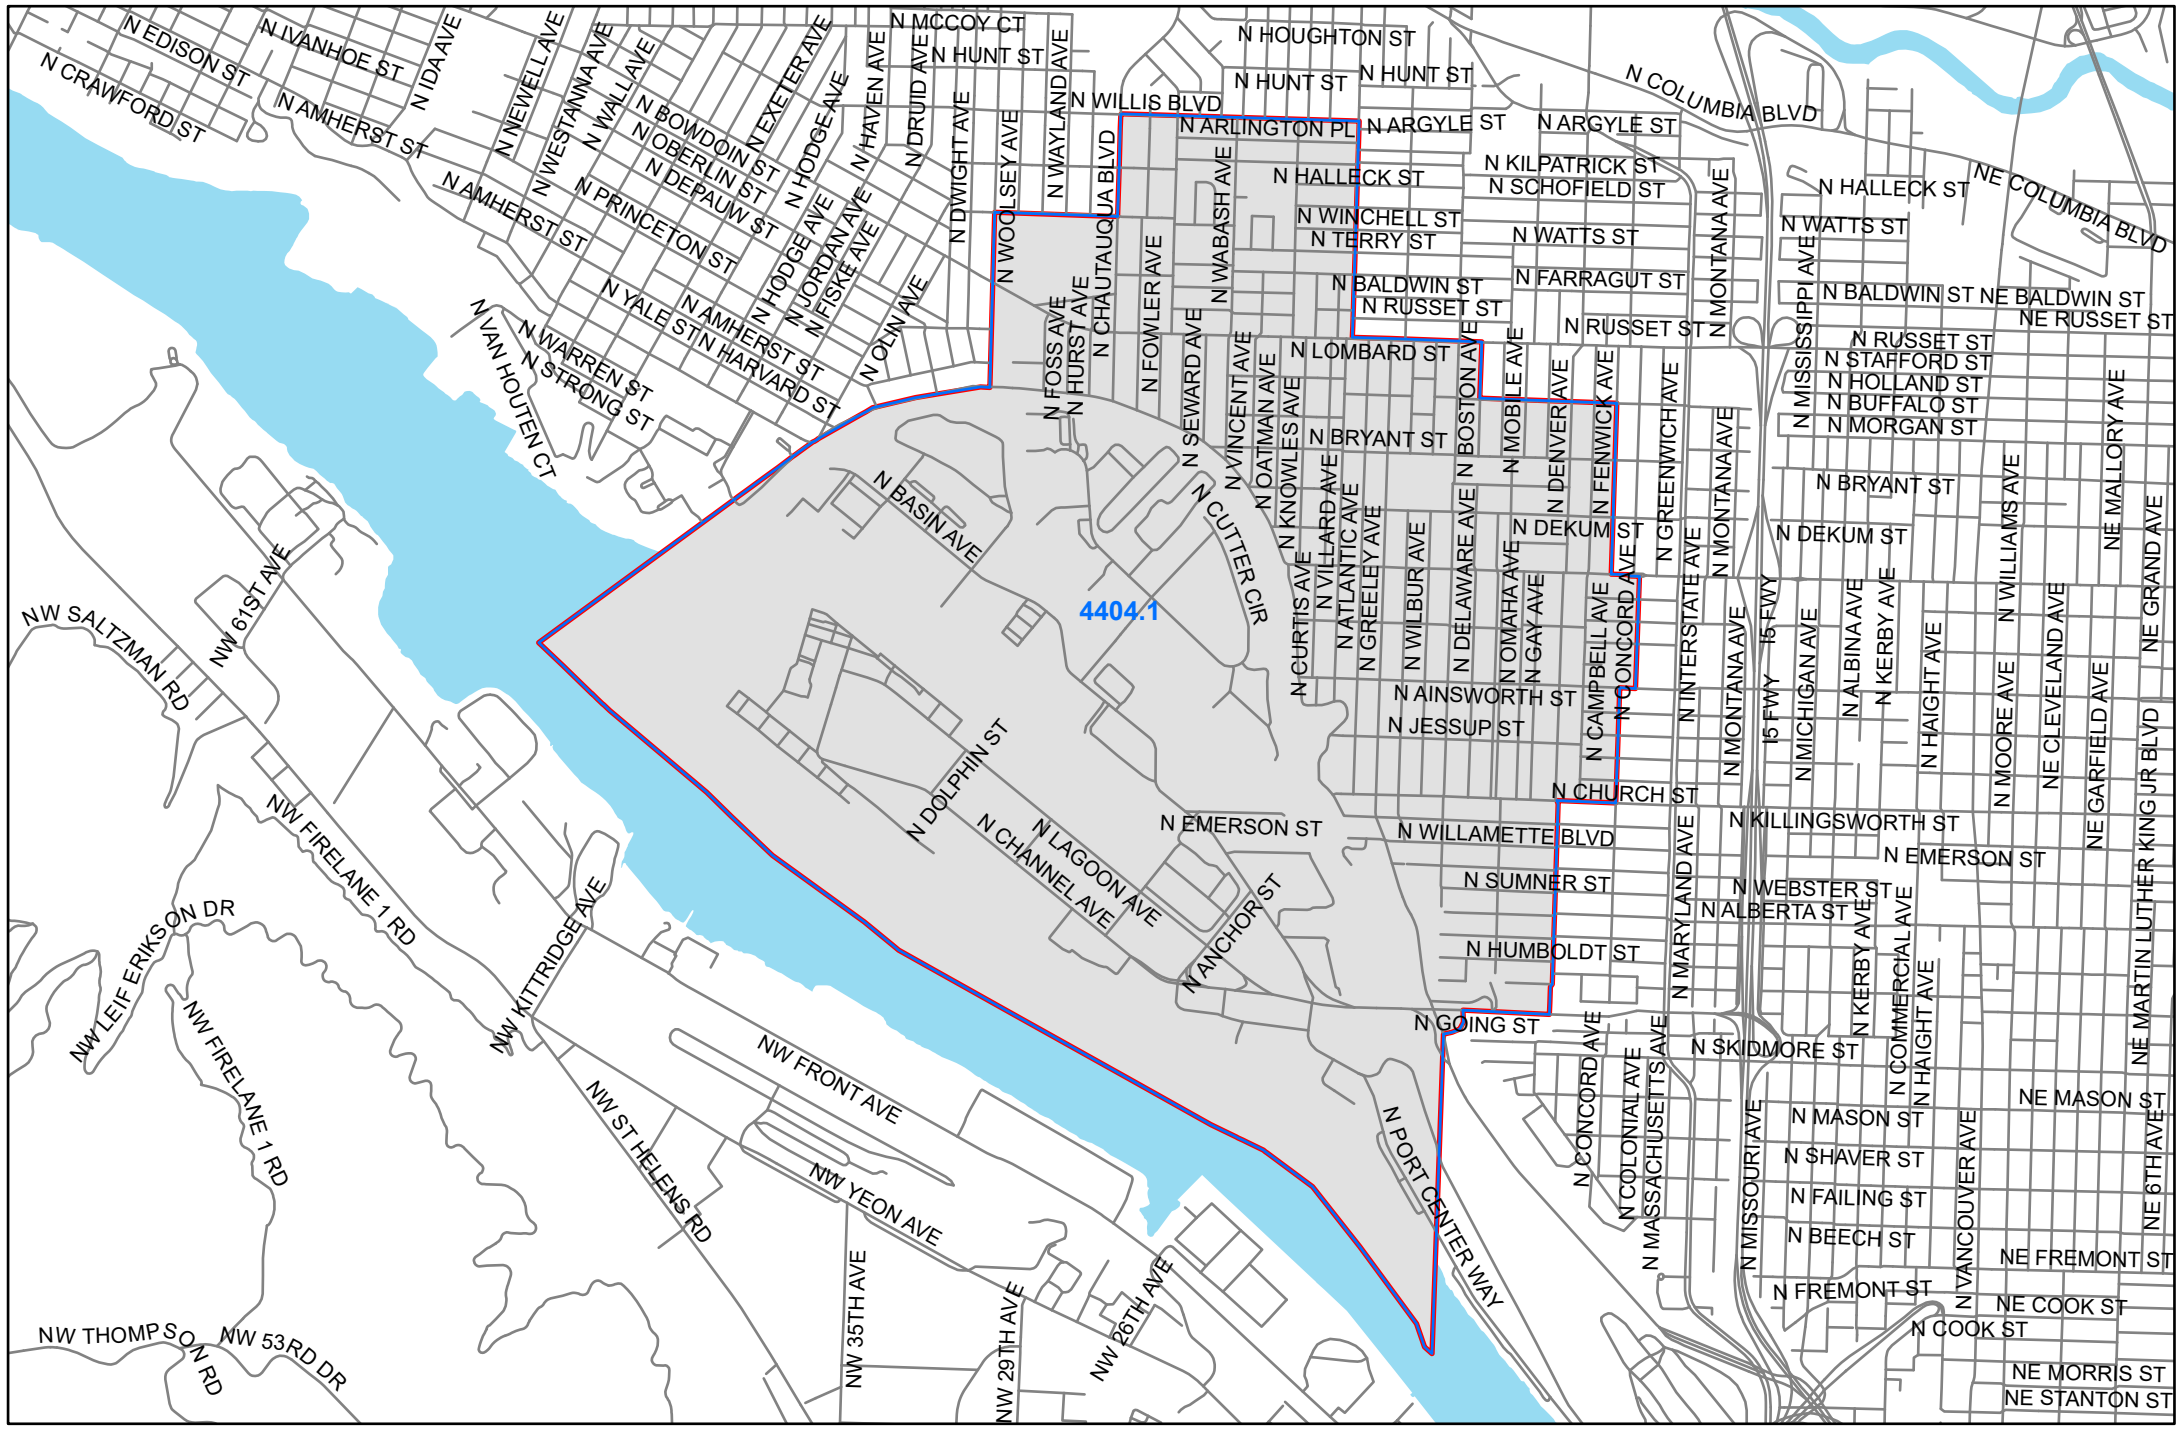 N MCCOY CT
N HUNT ST
N EDISON ST
N IVANHOE ST
N IDA AVE
N CRAWFORD ST
N AMHERST ST
N NEWELL AVE
N WESTANNA AVE
N WALL AVE
N BOWDOIN ST
N OBERLIN ST
N DEPAUW ST
N EXETER AVE
N HODGE AVE
N HAVEN AVE
N DRUID AVE
N DWIGHT AVE
N WOOLSEY AVE
N WAYLAND AVE
N HOUGHTON ST
N HUNT ST
N HUNT ST
N WILLIS BLVD
N ARLINGTON PL
N ARGYLE ST
N ARGYLE ST
N COLUMBIA BLVD
NE COLUMBIA BLVD
N KILPATRICK ST
N SCHOFIELD ST
N HALLECK ST
N HALLECK ST
N WINCHELL ST
N TERRY ST
N WATTS ST
N WATTS ST
N BALDWIN ST
N RUSSET ST
N FARRAGUT ST
N RUSSET ST
N MONTANA AVE
N MISSISSIPPI AVE
N BALDWIN ST
NE BALDWIN ST
NE RUSSET ST
N RUSSET ST
N STAFFORD ST
N HOLLAND ST
N BUFFALO ST
N MORGAN ST
N AMHERST ST
N PRINCETON ST
N HODGE AVE
N JORDAN AVE
N FISKE AVE
N OLIN AVE
N YALE ST
N AMHERST ST
N HARVARD ST
N VAN HOUTEN CT
N WARREN ST
N STRONG ST
N CHAUTAUQUA BLVD
N FOSS AVE
N HURST AVE
N FOWLER AVE
N WABASH AVE
N SEWARD AVE
N VINCENT AVE
N OATMAN AVE
N KNOWLES AVE
N LOMBARD ST
N BRYANT ST
N BOSTON AVE
N MOBILE AVE
N DENVER AVE
N FENWICK AVE
N GREENWICH AVE
N MONTANA AVE
N BRYANT ST
N DEKUM ST
N DEKUM ST
N WILLIAMS AVE
NE MALLORY AVE
NE GRAND AVE
N BASIN AVE
N CUTTER CIR
4404.1
N CURTIS AVE
N VILLARD AVE
N ATLANTIC AVE
N GREELEY AVE
N WILBUR AVE
N DELAWARE AVE
N OMAHA AVE
N GAY AVE
N CAMPBELL AVE
N CONCORD AVE
N INTERSTATE AVE
N MONTANA AVE
I5 FWY
I5 FWY
N MICHIGAN AVE
N ALBINA AVE
N KERBY AVE
N HAIGHT AVE
N MOORE AVE
NE CLEVELAND AVE
NE GARFIELD AVE
NE MARTIN LUTHER KING JR BLVD
N AINSWORTH ST
N JESSUP ST
N CHURCH ST
N WILLAMETTE BLVD
N KILLINGSWORTH ST
N EMERSON ST
N EMERSON ST
N SUMNER ST
N WEBSTER ST
N ALBERTA ST
N HUMBOLDT ST
N MARYLAND AVE
N KERBY AVE
N COMMERCIAL AVE
N HAIGHT AVE
NW 61ST AVE
NW SALTZMAN RD
NW FIRELANE 1 RD
NW LEIF ERIKSON DR
NW FIRELANE 1 RD
NW KITTRIDGE AVE
N DOLPHIN ST
N CHANNEL AVE
N LAGOON AVE
N ANCHOR ST
N GOING ST
N SKIDMORE ST
N CONCORD AVE
N COLONIAL AVE
N MASSACHUSETTS AVE
N MISSOURI AVE
N MASON ST
NE MASON ST
N SHAVER ST
N FAILING ST
N BEECH ST
N VANCOUVER AVE
NE 6TH AVE
NE FREMONT ST
N FREMONT ST
NE COOK ST
N COOK ST
NE MORRIS ST
NE STANTON ST
NW FRONT AVE
NW ST HELENS RD
NW YEON AVE
N PORT CENTER WAY
NW 35TH AVE
NW 29TH AVE
NW 26TH AVE
NW THOMPSON RD
NW 53RD DR